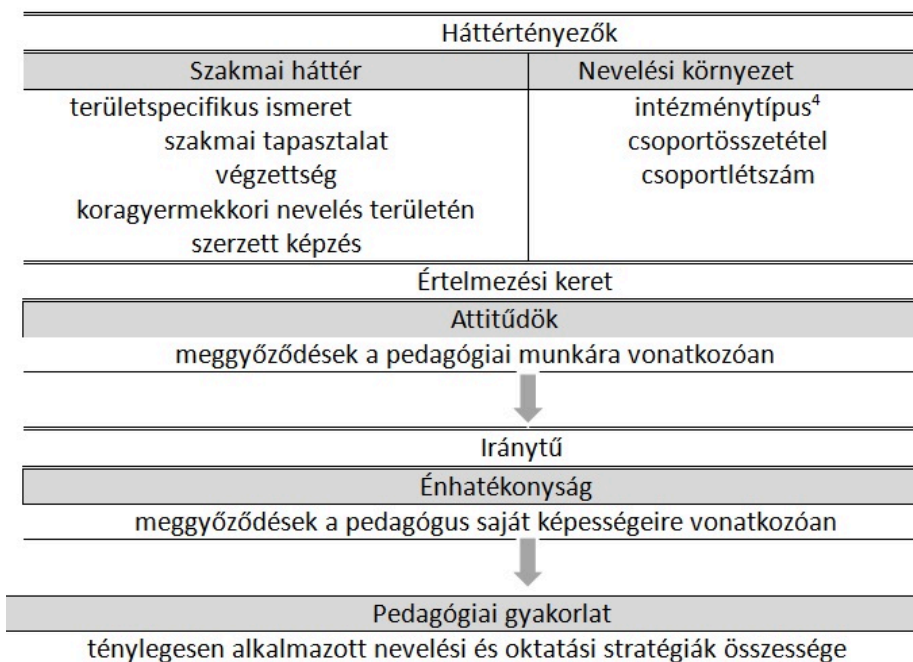 Háttértényezők
Szakmai háttér
Nevelési környezet
területspecifikus ismeret
szakmai tapasztalat
végzettség
koragyermekkori nevelés területén
szerzett képzés
intézménytípus⁴
csoportösszetétel
csoportlétszám
Értelmezési keret
Attitűdök
meggyőződések a pedagógiai munkára vonatkozóan
Iránytű
Énhatékonyság
meggyőződések a pedagógus saját képességeire vonatkozóan
Pedagógiai gyakorlat
ténylegesen alkalmazott nevelési és oktatási stratégiák összessége